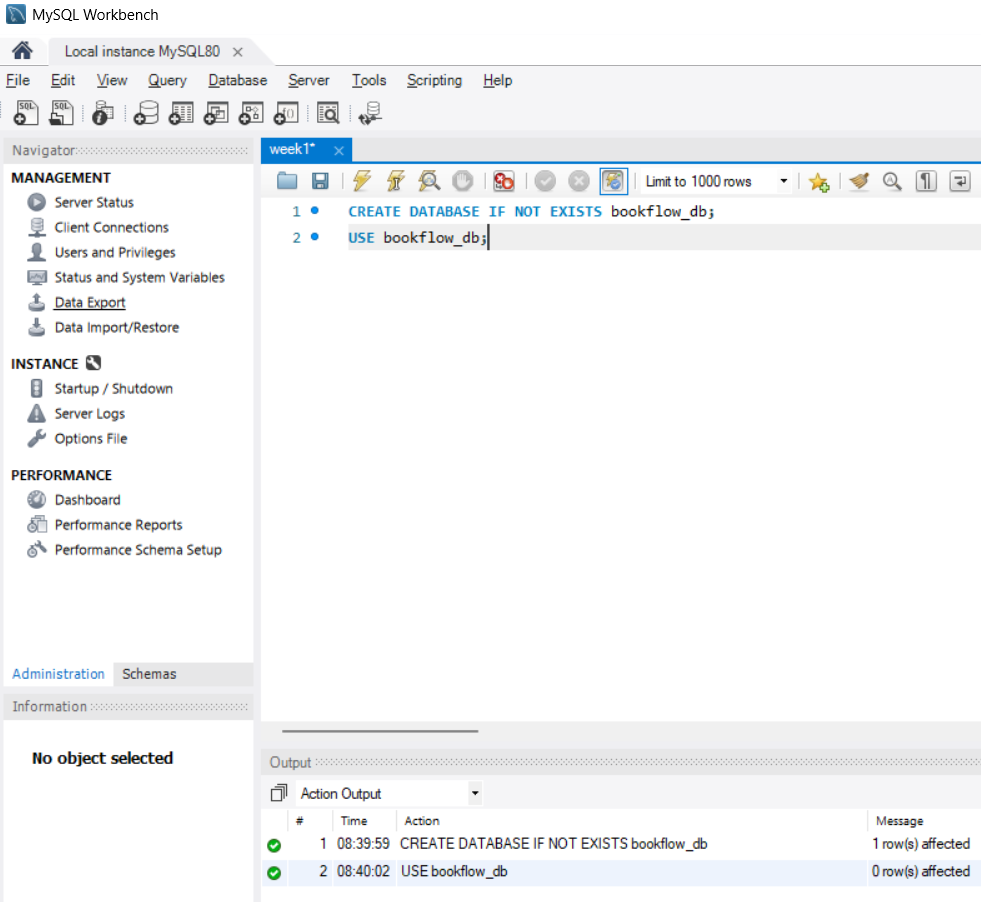 MySQL Workbench
Local instance MySQL80
File Edit View Query Database Server Tools Scripting Help
SQL SQL
Navigator
week1*
MANAGEMENT
Server Status
Client Connections
Users and Privileges
Status and System Variables
Data Export
Data Import/Restore
INSTANCE
Startup / Shutdown
Server Logs
Options File
PERFORMANCE
Dashboard
Performance Reports
Performance Schema Setup
Administration Schemas
Information
No object selected
Limit to 1000 rows
1 CREATE DATABASE IF NOT EXISTS bookflow_db;
2 USE bookflow_db;
Output
Action Output
# Time Action Message
1 08:39:59 CREATE DATABASE IF NOT EXISTS bookflow_db 1 row(s) affected
2 08:40:02 USE bookflow_db 0 row(s) affected